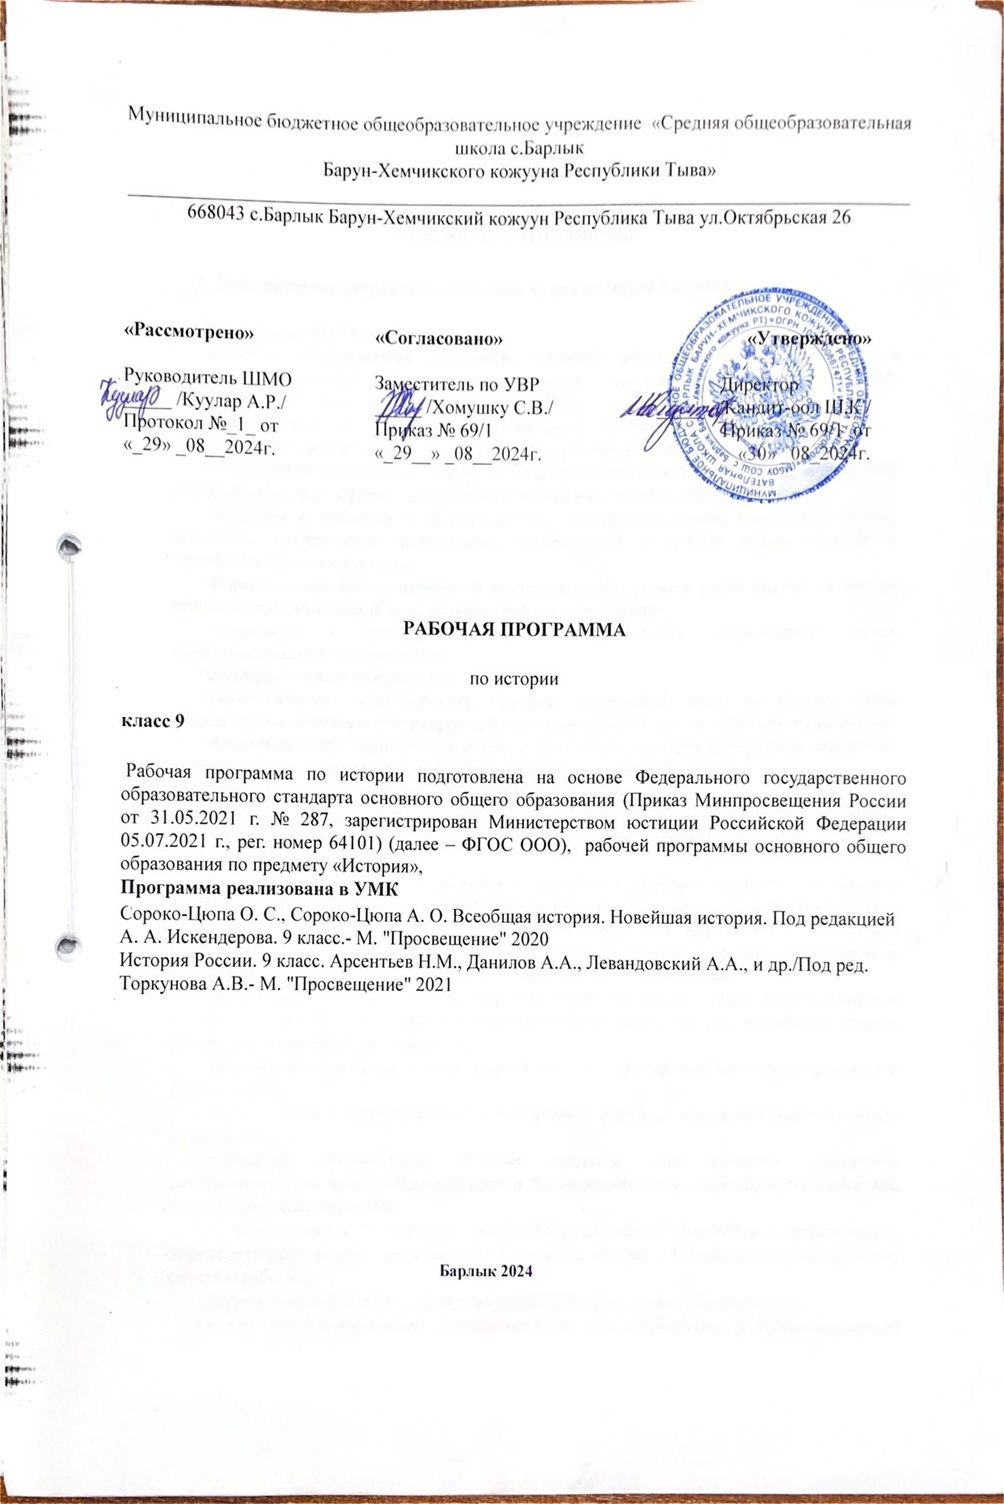 Муниципальное бюджетное общеобразовательное учреждение «Средняя общеобразовательная
школа с.Барлык
Барун-Хемчикского кожууна Республики Тыва»
668043 с.Барлык Барун-Хемчикский кожуун Республика Тыва ул.Октябрьская 26
«Рассмотрено»
Руководитель ШМО
/Куулар А.Р./
Протокол №_1_ от
«_29» _08__2024г.
«Согласовано»
Заместитель по УВР
/Хомушку С.В./
Приказ № 69/1
«_29__» _08__2024г.
«Утверждено»
Директор
/Кандит-оол Ш.К./
Приказ № 69/1 от
«30» _08_2024г.
РАБОЧАЯ ПРОГРАММА
по истории
класс 9
Рабочая программа по истории подготовлена на основе Федерального государственного
образовательного стандарта основного общего образования (Приказ Минпросвещения России
от 31.05.2021 г. № 287, зарегистрирован Министерством юстиции Российской Федерации
05.07.2021 г., рег. номер 64101) (далее – ФГОС ООО), рабочей программы основного общего
образования по предмету «История»,
Программа реализована в УМК
Сороко-Цюпа О. С., Сороко-Цюпа А. О. Всеобщая история. Новейшая история. Под редакцией
А. А. Искендерова. 9 класс.- М. "Просвещение" 2020
История России. 9 класс. Арсентьев Н.М., Данилов А.А., Левандовский А.А., и др./Под ред.
Торкунова А.В.- М. "Просвещение" 2021
Барлык 2024